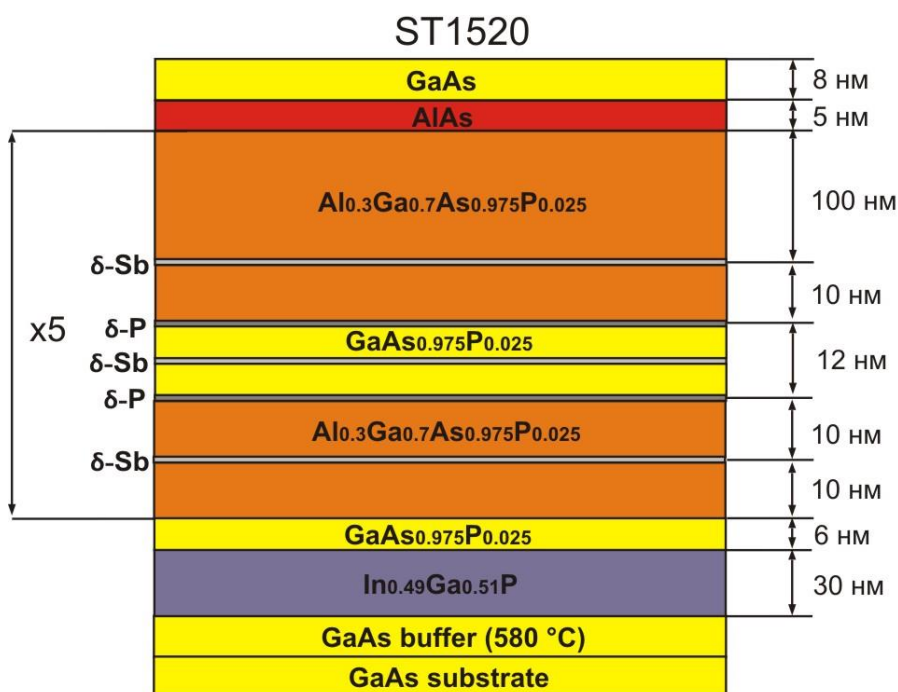 ST1520
GaAs
8 нм
AlAs
5 нм
Al0.3Ga0.7As0.975P0.025
100 нм
δ-Sb
10 нм
x5
δ-P
GaAs0.975P0.025
δ-Sb
12 нм
δ-P
Al0.3Ga0.7As0.975P0.025
10 нм
δ-Sb
10 нм
GaAs0.975P0.025
6 нм
In0.49Ga0.51P
30 нм
GaAs buffer (580 °C)
GaAs substrate